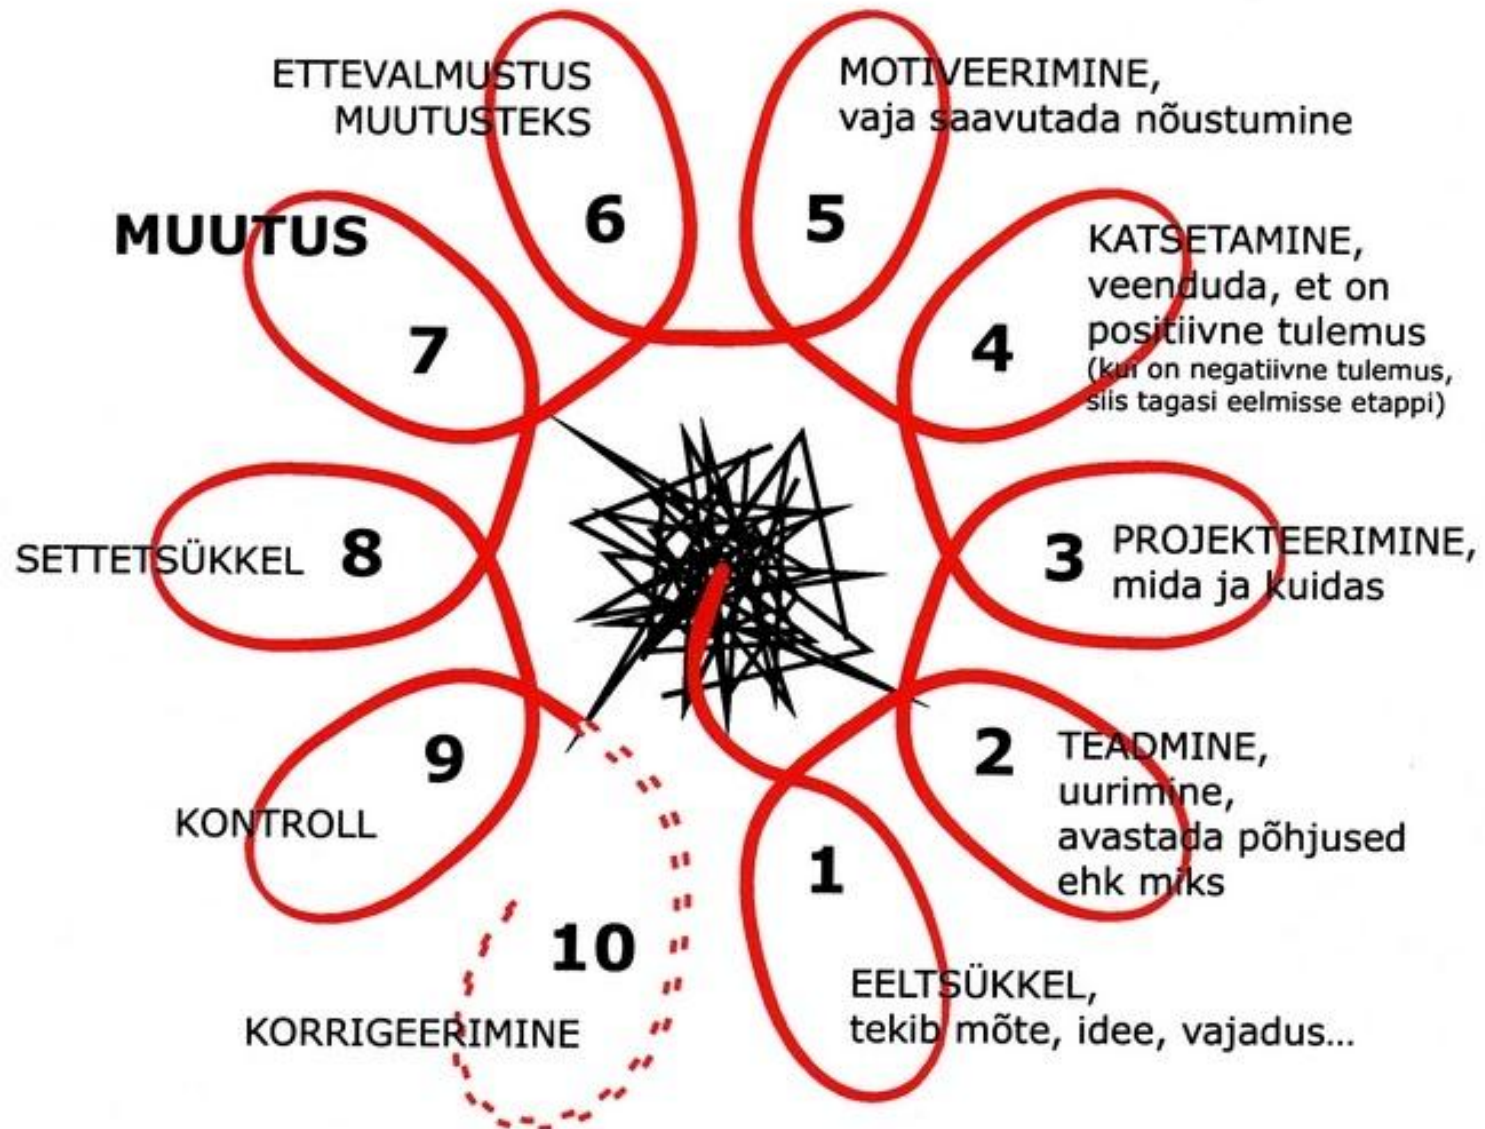 1
EELTSÜKKEL,
tekib mõte, idee, vajadus...
2
TEADMINE,
uurimine,
avastada põhjused
ehk miks
3
PROJEKTEERIMINE,
mida ja kuidas
4
KATSETAMINE,
veenduda, et on
positiivne tulemus
(kui on negatiivne tulemus,
siis tagasi eelmisse etappi)
5
MOTIVEERIMINE,
vaja saavutada nõustumine
6
ETTEVALMUSTUS
MUUTUSTEKS
7
MUUTUS
8
SETTETSÜKKEL
9
KONTROLL
10
KORRIGEERIMINE